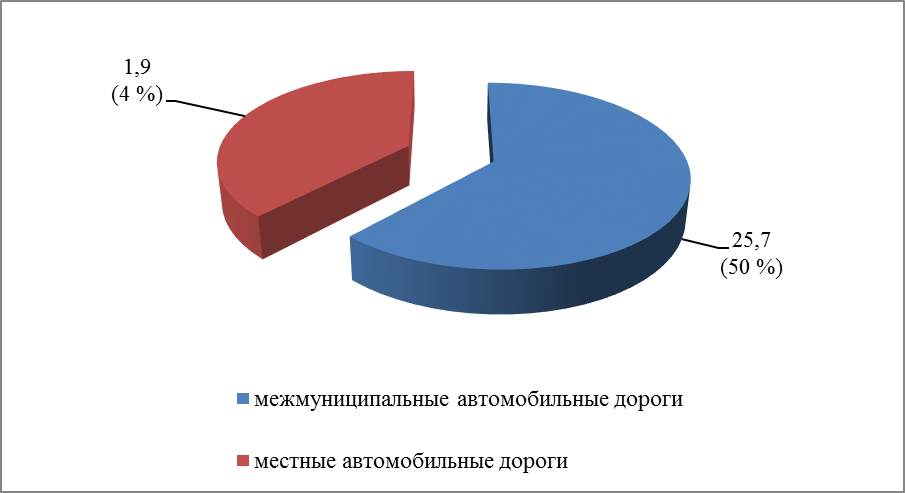 1,9
(4 %)
25,7
(50 %)
межмуниципальные автомобильные дороги
местные автомобильные дороги